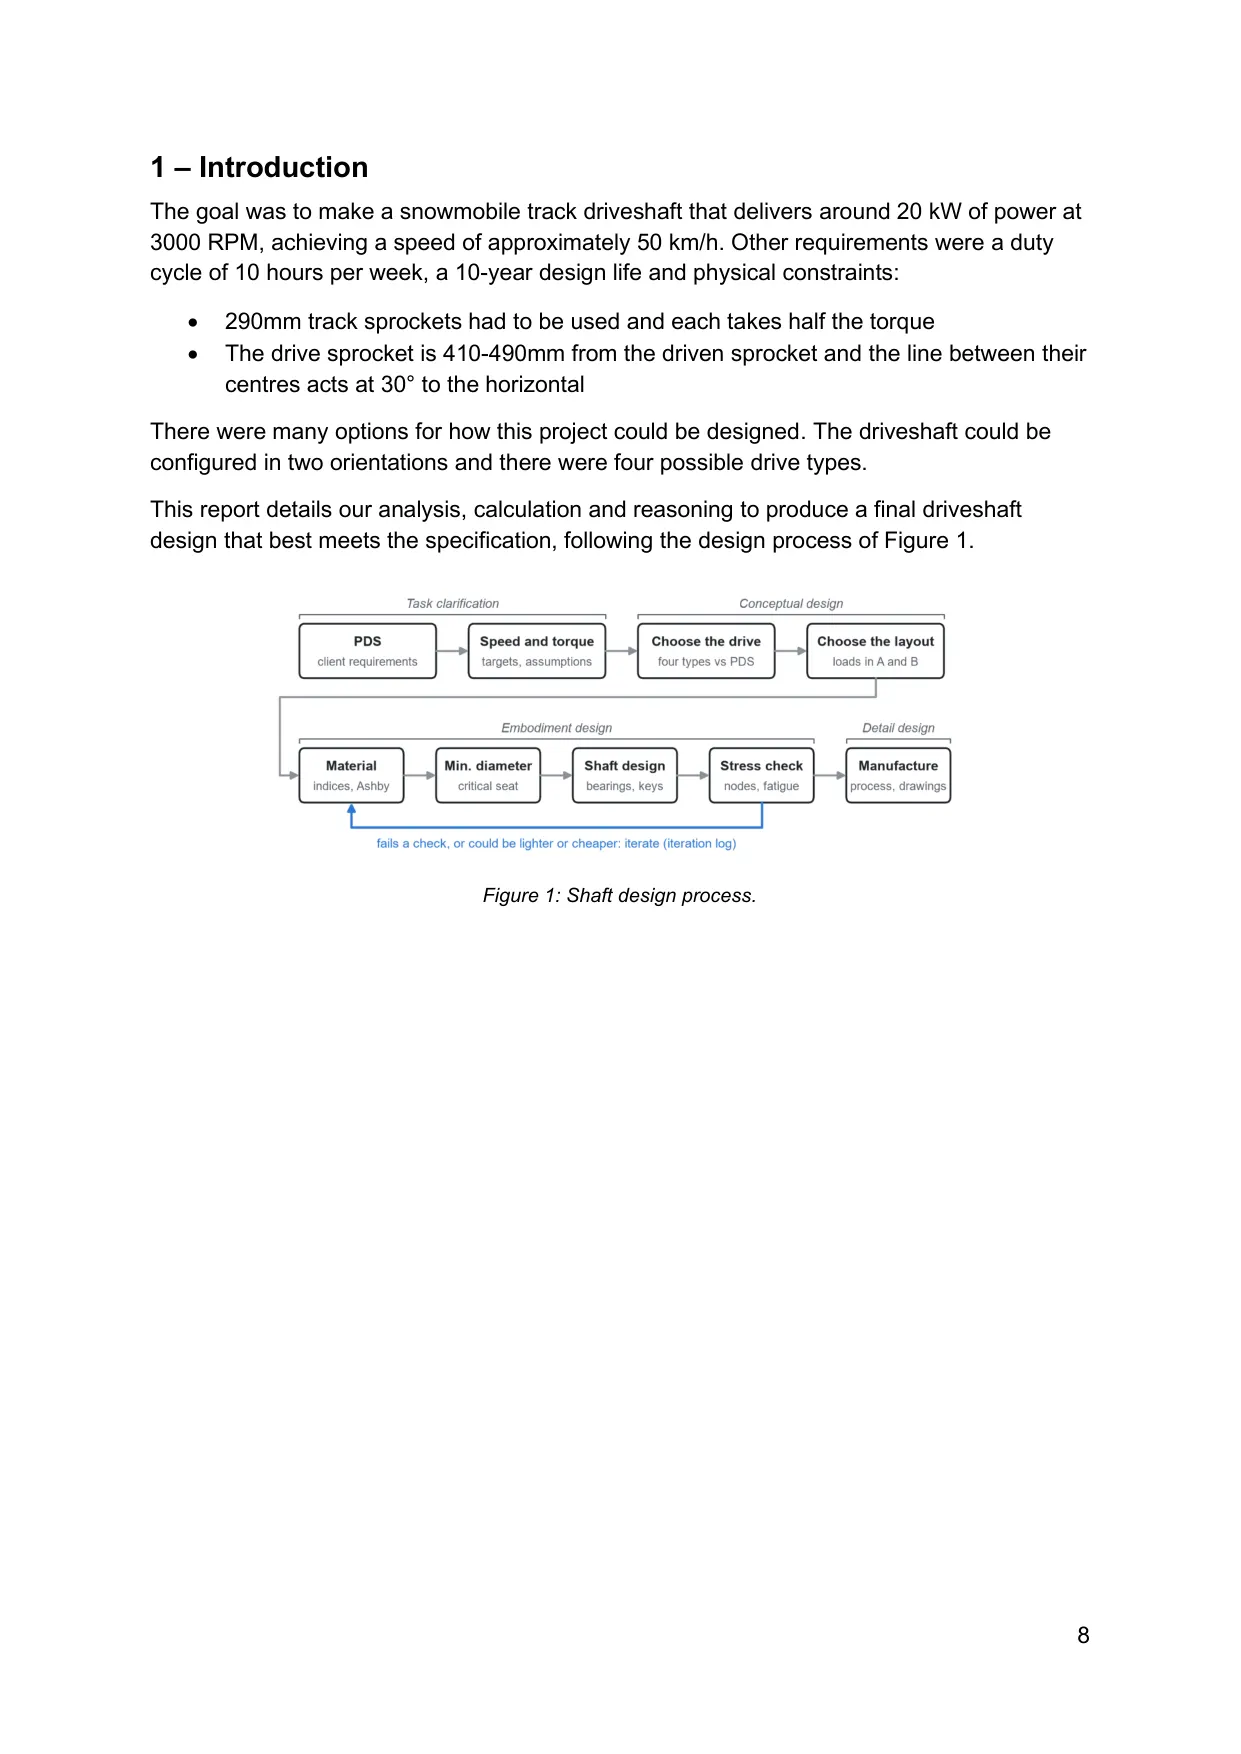 1 – Introduction
The goal was to make a snowmobile track driveshaft that delivers around 20 kW of power at
3000 RPM, achieving a speed of approximately 50 km/h. Other requirements were a duty
cycle of 10 hours per week, a 10-year design life and physical constraints:
• 290mm track sprockets had to be used and each takes half the torque
• The drive sprocket is 410-490mm from the driven sprocket and the line between their
centres acts at 30° to the horizontal
There were many options for how this project could be designed. The driveshaft could be
configured in two orientations and there were four possible drive types.
This report details our analysis, calculation and reasoning to produce a final driveshaft
design that best meets the specification, following the design process of Figure 1.
Task clarification
Conceptual design
PDS
client requirements
Speed and torque
targets, assumptions
Choose the drive
four types vs PDS
Choose the layout
loads in A and B
Embodiment design
Detail design
Material
indices, Ashby
Min. diameter
critical seat
Shaft design
bearings, keys
Stress check
nodes, fatigue
Manufacture
process, drawings
fails a check, or could be lighter or cheaper: iterate (iteration log)
Figure 1: Shaft design process.
8